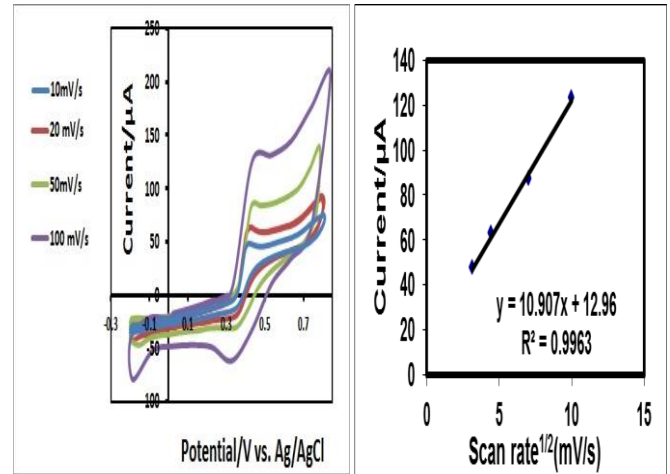 250
200
150
100
50
0
-50
-100
-0.3
-0.1
0.1
0.3
0.5
0.7
Current/µA
10mV/s
20 mV/s
50mV/s
100 mV/s
Potential/V vs. Ag/AgCl
140
120
100
80
60
40
20
0
0 5 10 15
Current/µA
y = 10.907x + 12.96
R² = 0.9963
Scan rate1/2(mV/s)